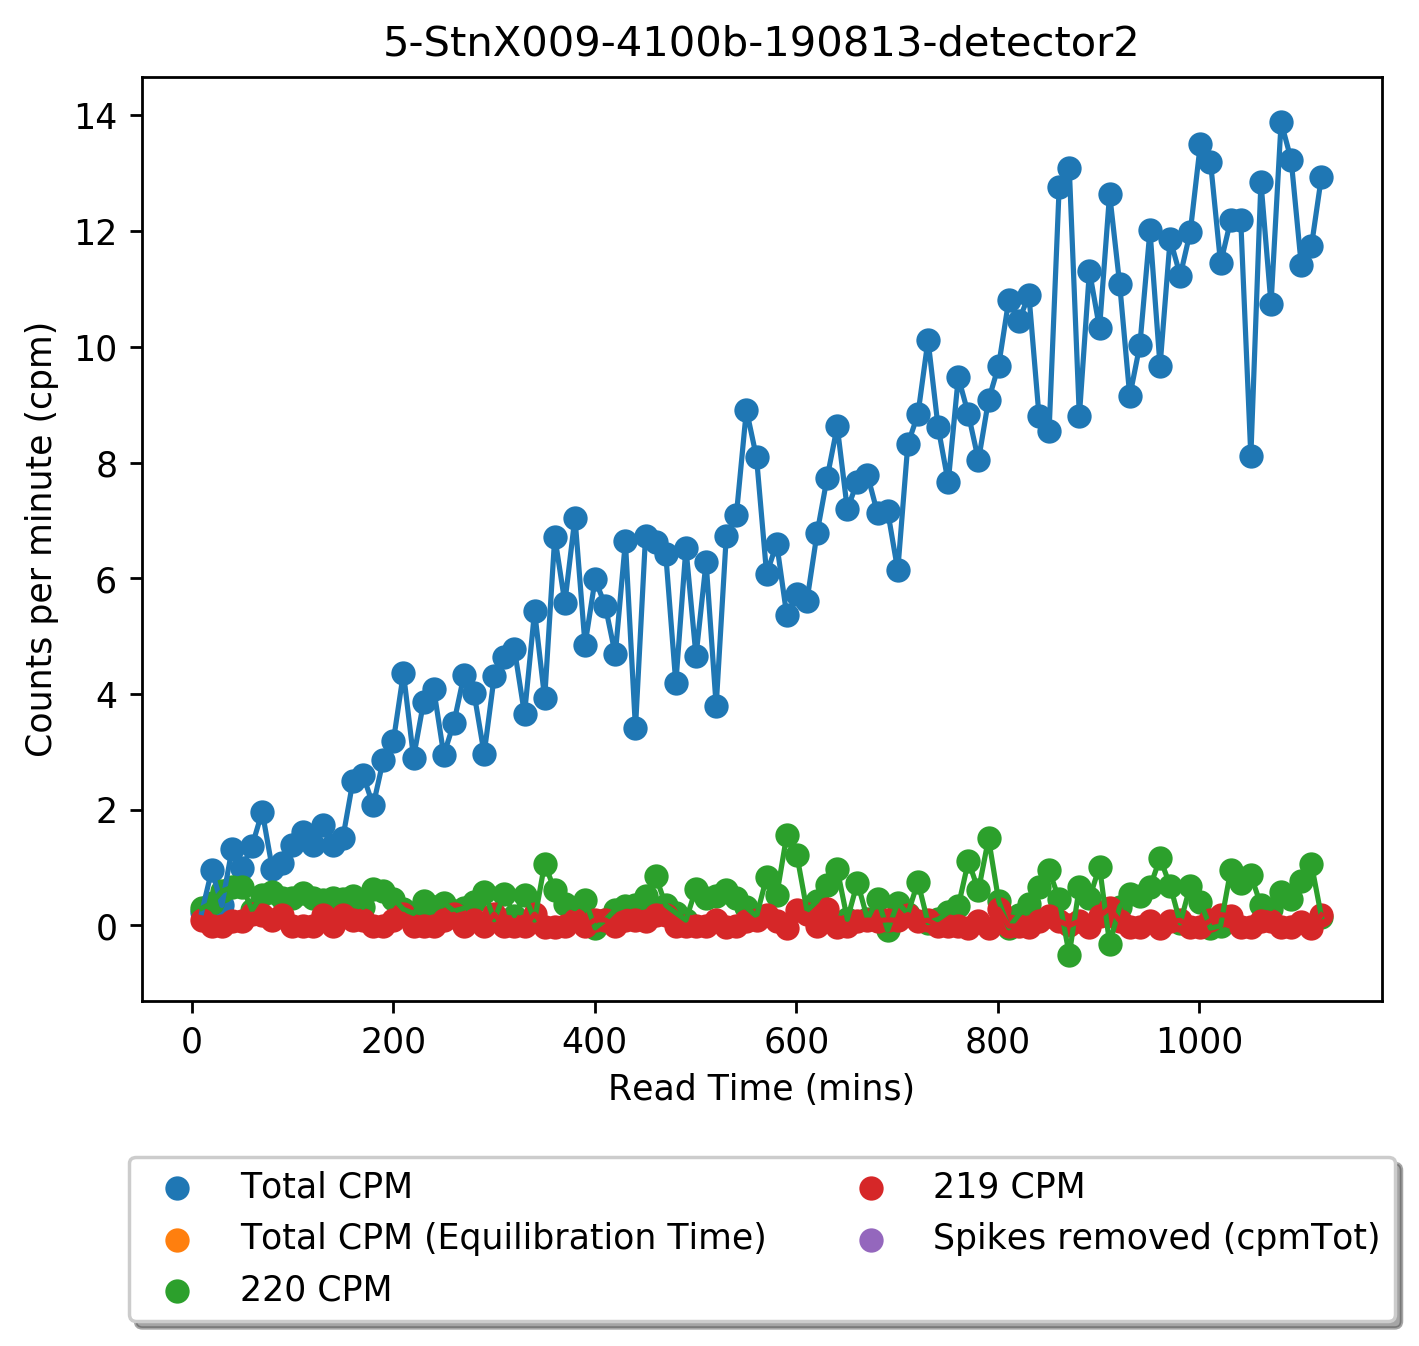 5-StnX009-4100b-190813-detector2
14
12
10
8
6
4
2
0
Counts per minute (cpm)
0 200 400 600 800 1000
Read Time (mins)
Total CPM
Total CPM (Equilibration Time)
220 CPM
219 CPM
Spikes removed (cpmTot)